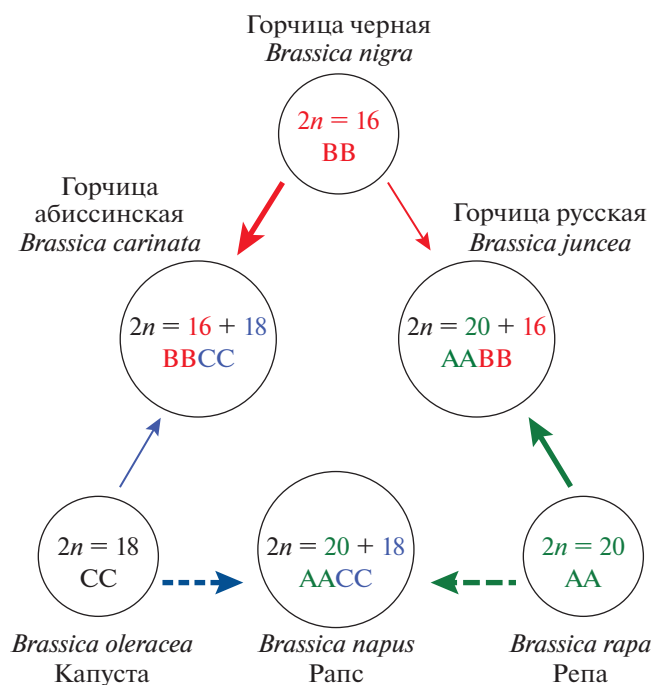 Горчица черная
Brassica nigra
2n = 16
BB
Горчица
абиссинская
Brassica carinata
Горчица русская
Brassica juncea
2n = 16 + 18
BBCC
2n = 20 + 16
AABB
2n = 18
CC
2n = 20 + 18
AACC
2n = 20
AA
Brassica oleracea
Капуста
Brassica napus
Рапс
Brassica rapa
Репа